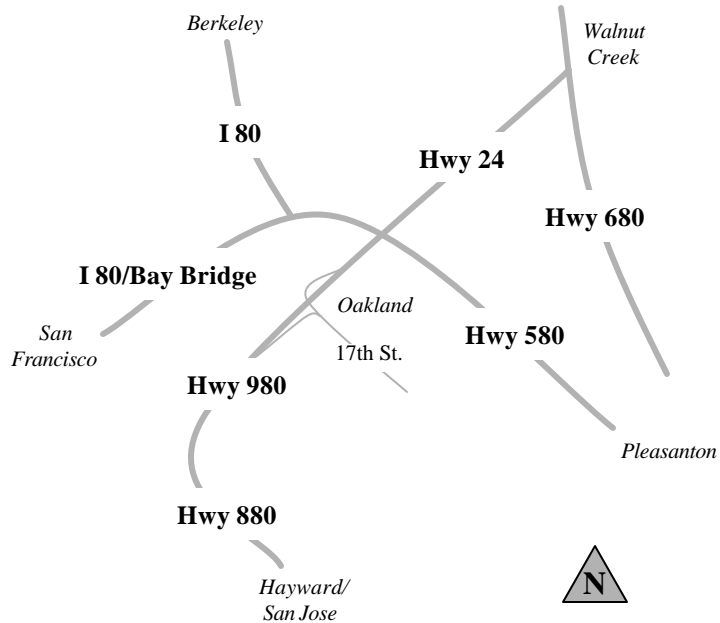 Berkeley
Walnut
Creek
I 80
Hwy 24
Hwy 680
I 80/Bay Bridge
Oakland
San
Francisco
17th St.
Hwy 580
Hwy 980
Pleasanton
Hwy 880
N
Hayward/
San Jose